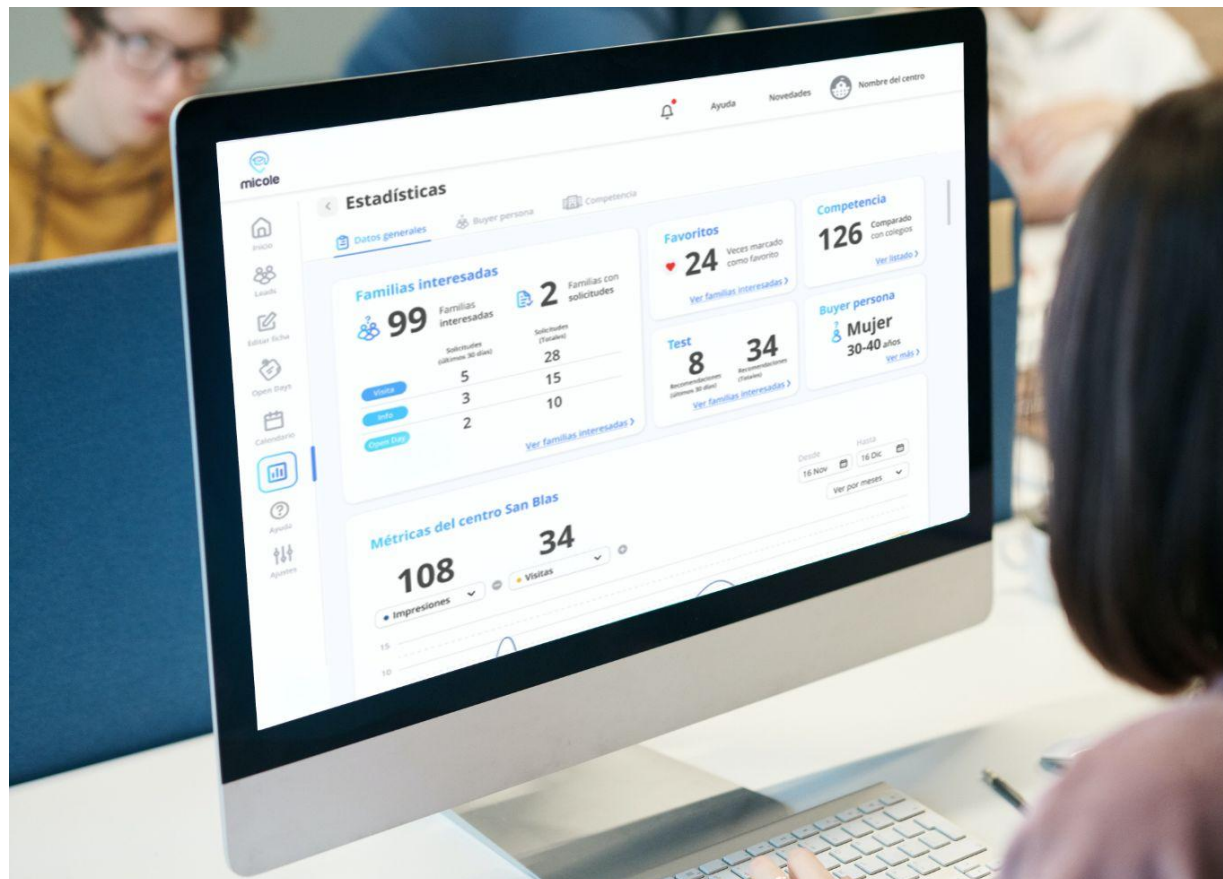 micole
Ayuda
Novedades
Nombre del centro
Inicio
Leads
Editar ficha
Open Days
Calendario
Ayuda
Ajustes
Estadísticas
Datos generales
Buyer persona
Competencia
Familias interesadas
99
Familias
interesadas
2
Familias con
solicitudes
Solicitudes
(últimos 30 días)
Solicitudes
(Totales)
Visita 5 28
Info 3 15
Open Day 2 10
Ver familias interesadas >
Favoritos
24
Veces marcado
como favorito
Ver familias interesadas >
Competencia
126
Comparado
con colegios
Ver listado >
Test
8
Recomendaciones
(últimos 30 días)
34
Recomendaciones
(Totales)
Ver familias interesadas >
Buyer persona
Mujer
30-40 años
Ver más >
Métricas del centro San Blas
Desde
16 Nov
Hasta
16 Dic
Ver por meses
108
Impresiones
34
Visitas
15
10